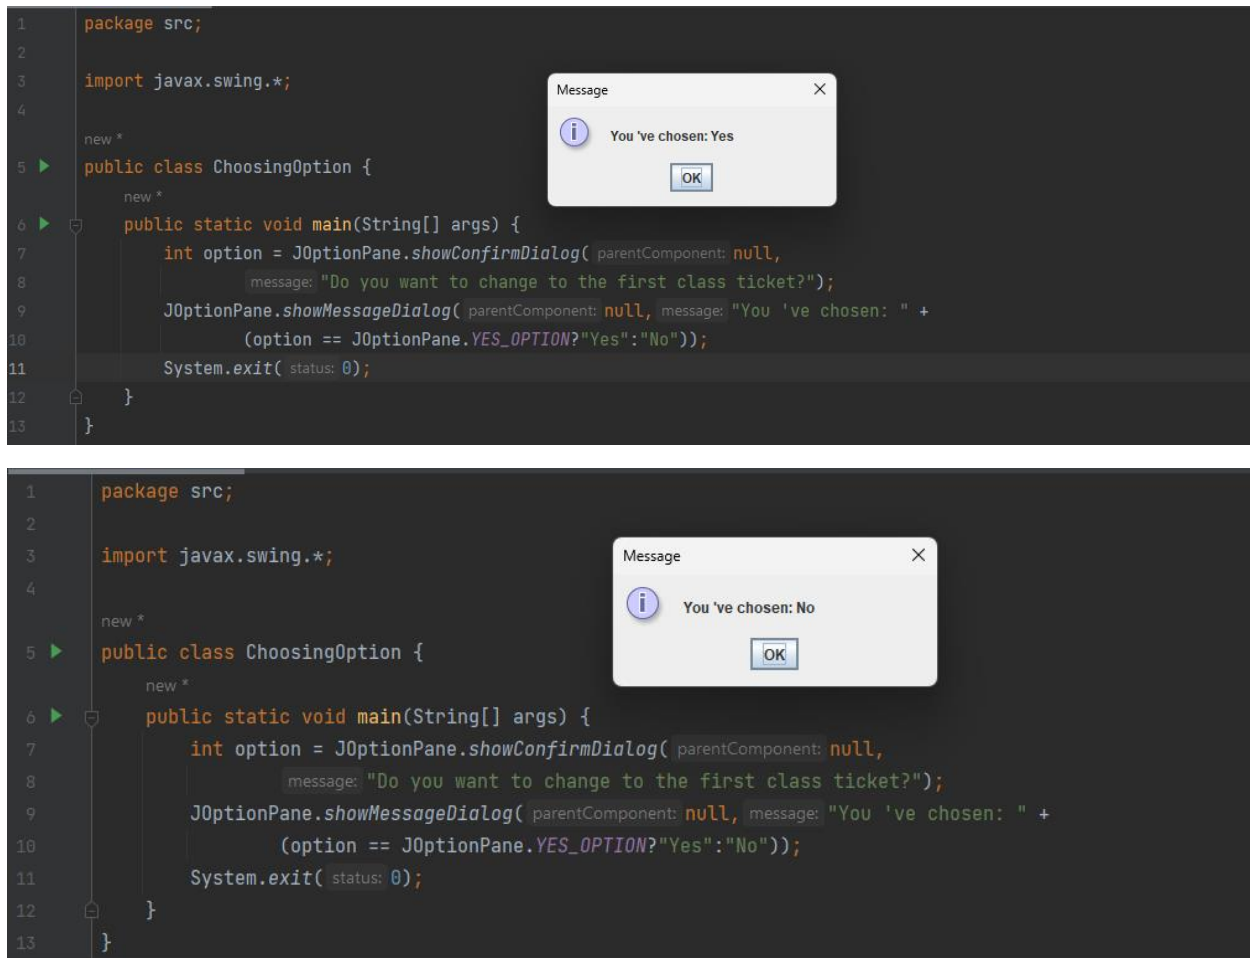 1 package src;
2
3 import javax.swing.*;
4
new *
5 public class ChoosingOption {
new *
6 public static void main(String[] args) {
7 int option = JOptionPane.showConfirmDialog( parentComponent: null,
8 message: "Do you want to change to the first class ticket?");
9 JOptionPane.showMessageDialog( parentComponent: null, message: "You 've chosen: " +
10 (option == JOptionPane.YES_OPTION?"Yes":"No"));
11 System.exit( status: 0);
12 }
13 }
Message
You 've chosen: Yes
OK
1 package src;
2
3 import javax.swing.*;
4
new *
5 public class ChoosingOption {
new *
6 public static void main(String[] args) {
7 int option = JOptionPane.showConfirmDialog( parentComponent: null,
8 message: "Do you want to change to the first class ticket?");
9 JOptionPane.showMessageDialog( parentComponent: null, message: "You 've chosen: " +
10 (option == JOptionPane.YES_OPTION?"Yes":"No"));
11 System.exit( status: 0);
12 }
13 }
Message
You 've chosen: No
OK